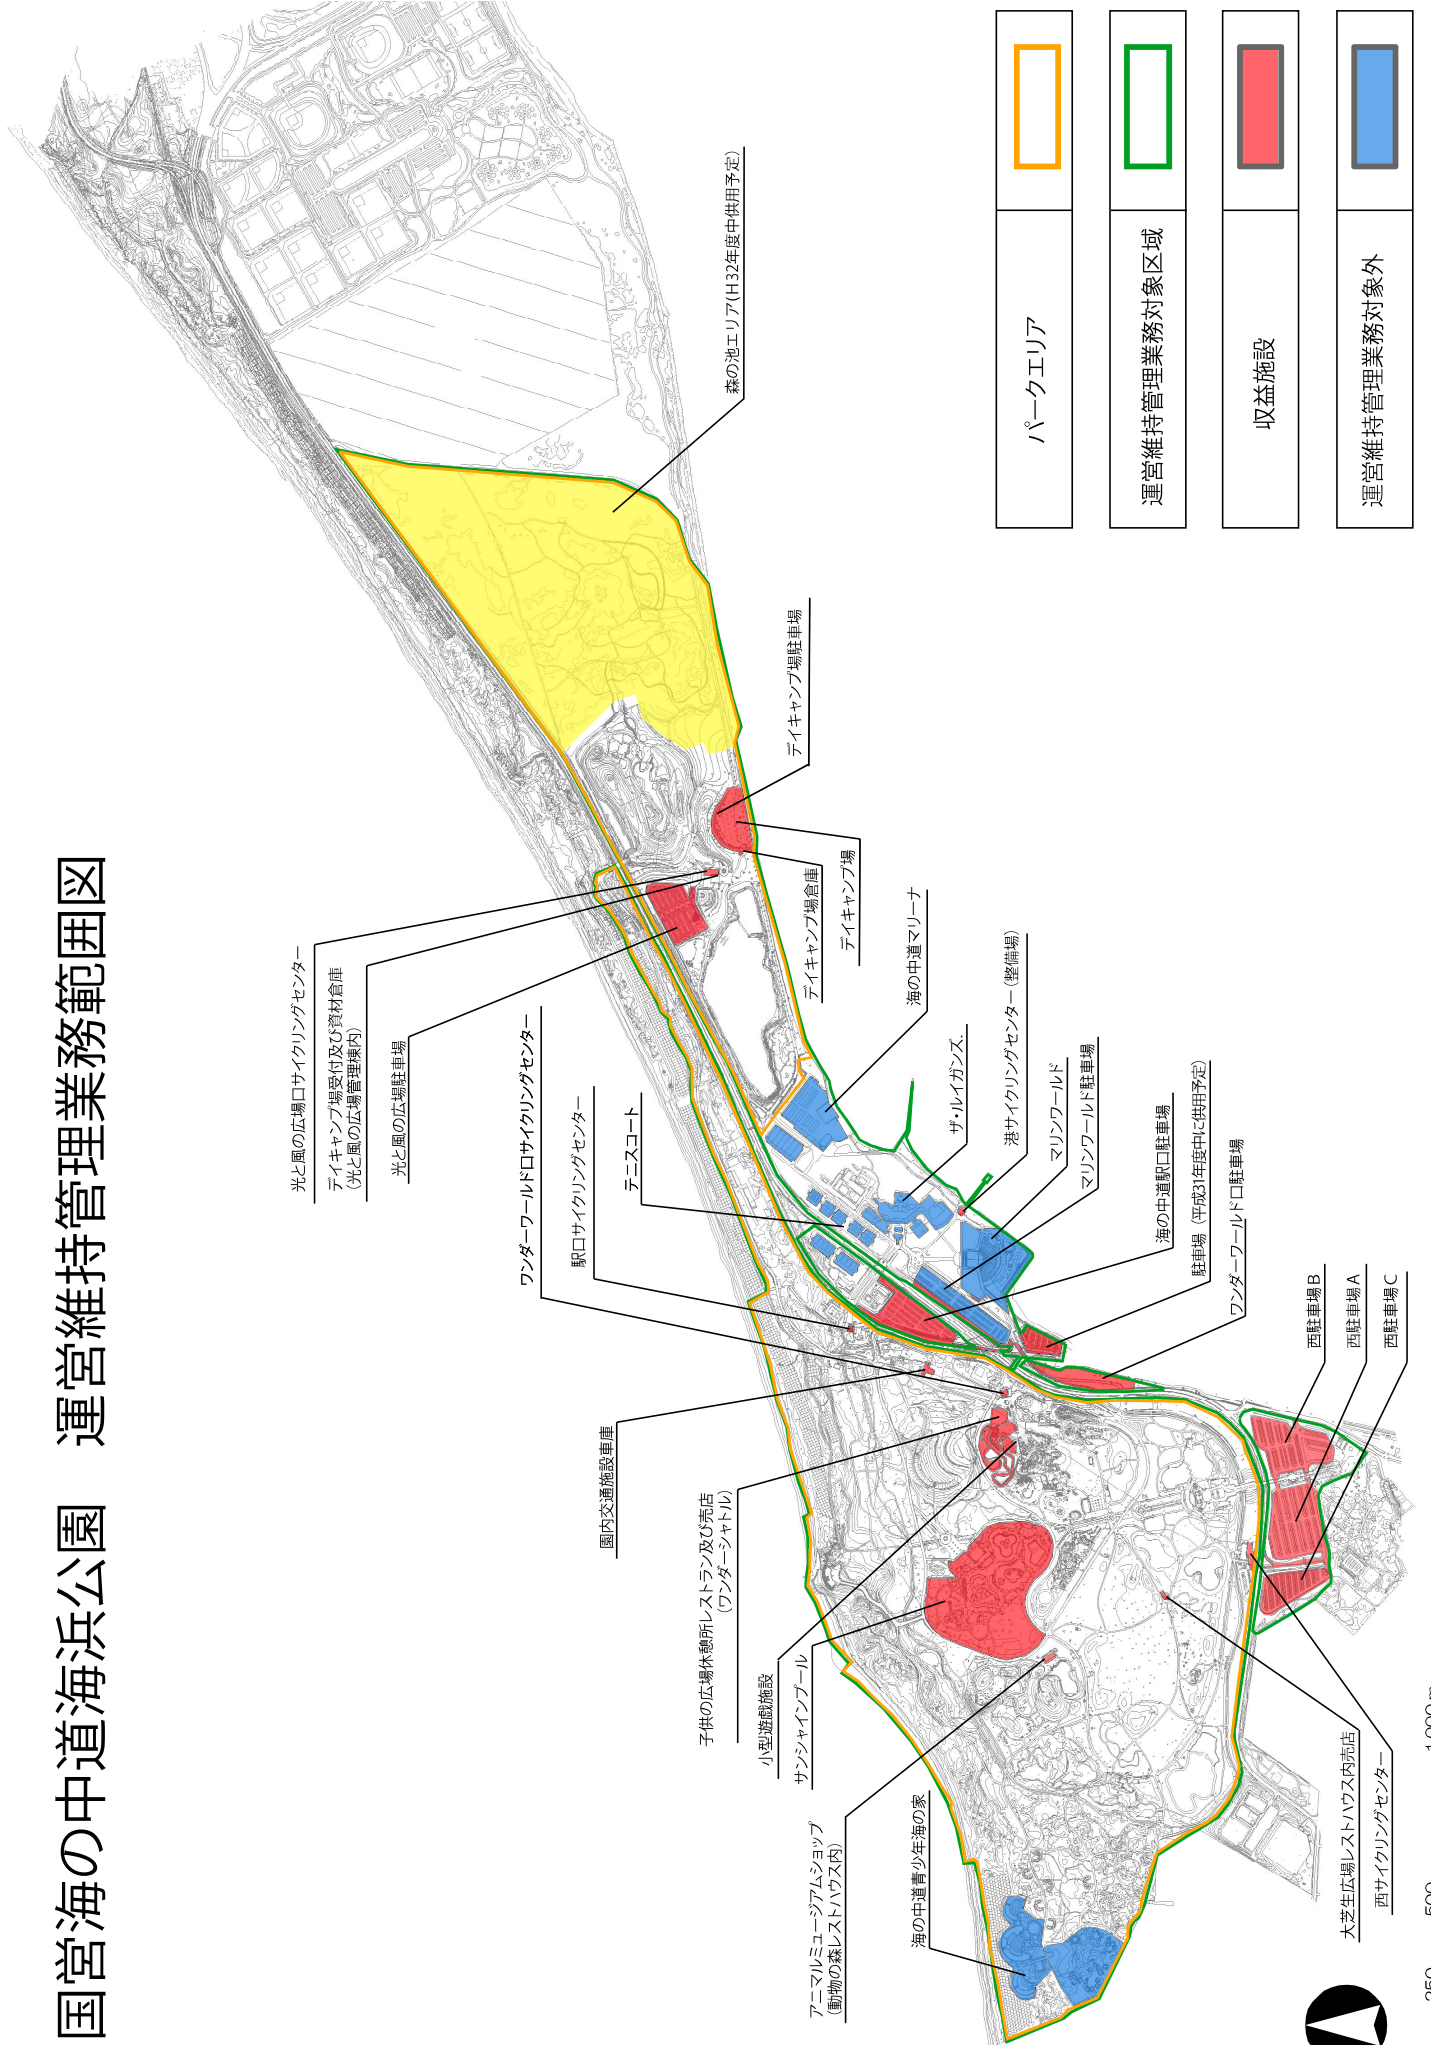 国営海の中道海浜公園　運営維持管理業務範囲図
光と風の広場口サイクリングセンター
デイキャンプ場受付及び資材倉庫
（光と風の広場管理棟内）
光と風の広場駐車場
ワンダーワールド口サイクリングセンター
駅口サイクリングセンター
テニスコート
園内交通施設車庫
子供の広場休憩所レストラン及び売店
（ワンダーシャトル）
小型遊戯施設
サンシャインプール
アニマルミュージアムショップ
（動物の森レストハウス内）
海の中道青少年海の家
森の池エリア(H32年度中供用予定)
デイキャンプ場駐車場
デイキャンプ場倉庫
デイキャンプ場
海の中道マリーナ
ザ・ルイガンズ.
港サイクリングセンター（整備場）
マリンワールド
マリンワールド駐車場
海の中道駅口駐車場
駐車場（平成31年度中に供用予定）
ワンダーワールド口駐車場
西駐車場B
西駐車場A
西駐車場C
大芝生広場レストハウス内売店
西サイクリングセンター
パークエリア
運営維持管理業務対象区域
収益施設
運営維持管理業務対象外
250
500
1,000 m